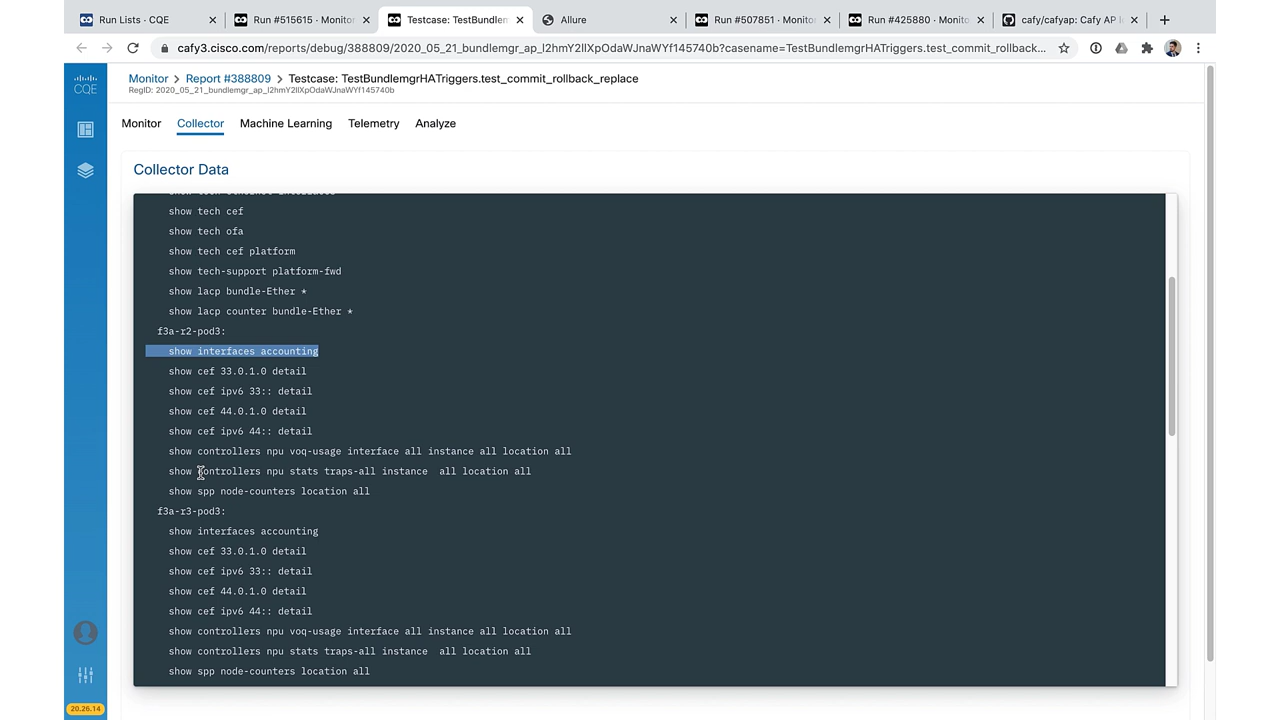 Run Lists · CQE
Run #515615 · Monitor
Testcase: TestBundlem
Allure
Run #507851 · Monitor
Run #425880 · Monitor
cafy/cafyap: Cafy AP I
cafy3.cisco.com/reports/debug/388809/2020_05_21_bundlemgr_ap_l2hmY2llXpOdaWJnaWYf145740b?casename=TestBundlemgrHATriggers.test_commit_rollback...
CQE
Monitor > Report #388809 > Testcase: TestBundlemgrHATriggers.test_commit_rollback_replace
RegID: 2020_05_21_bundlemgr_ap_l2hmY2llXpOdaWJnaWYf145740b
Monitor Collector Machine Learning Telemetry Analyze
Collector Data
show tech cef
show tech ofa
show tech cef platform
show tech-support platform-fwd
show lacp bundle-Ether *
show lacp counter bundle-Ether *
f3a-r2-pod3:
show interfaces accounting
show cef 33.0.1.0 detail
show cef ipv6 33:: detail
show cef 44.0.1.0 detail
show cef ipv6 44:: detail
show controllers npu voq-usage interface all instance all location all
show controllers npu stats traps-all instance  all location all
show spp node-counters location all
f3a-r3-pod3:
show interfaces accounting
show cef 33.0.1.0 detail
show cef ipv6 33:: detail
show cef 44.0.1.0 detail
show cef ipv6 44:: detail
show controllers npu voq-usage interface all instance all location all
show controllers npu stats traps-all instance  all location all
show spp node-counters location all
20.26.14